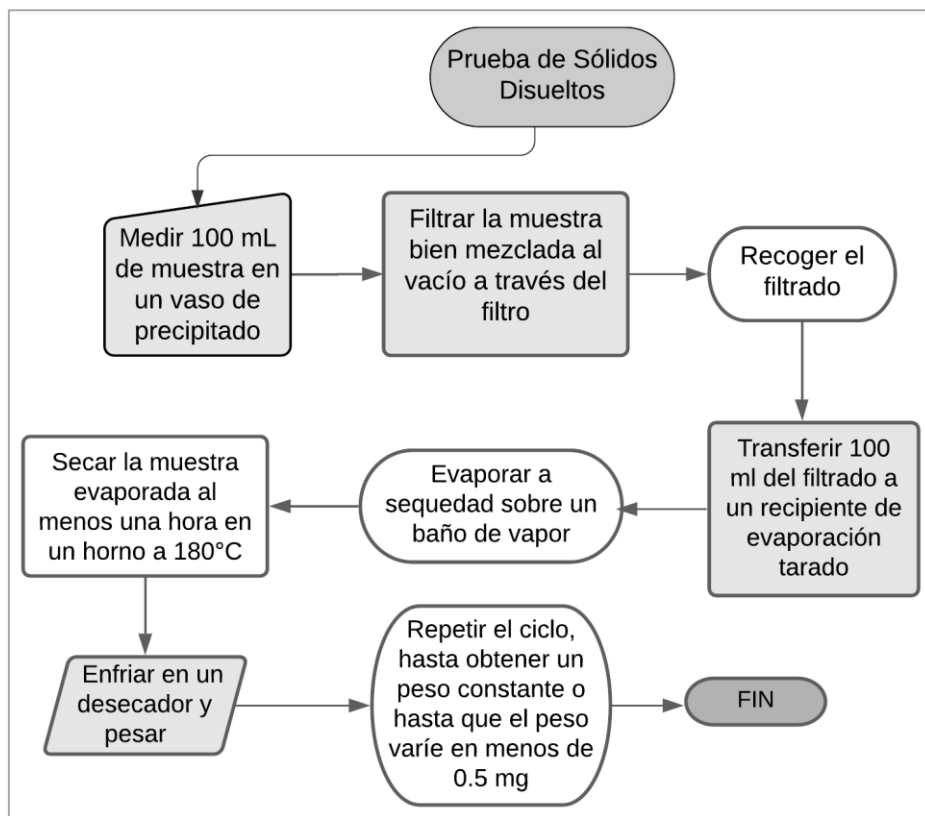 Prueba de Sólidos
Disueltos
Medir 100 mL
de muestra en
un vaso de
precipitado
Filtrar la muestra
bien mezclada al
vacío a través del
filtro
Recoger el
filtrado
Transferir 100
ml del filtrado a
un recipiente de
evaporación
tarado
Evaporar a
sequedad sobre un
baño de vapor
Secar la muestra
evaporada al
menos una hora en
un horno a 180°C
Enfriar en un
desecador y
pesar
Repetir el ciclo,
hasta obtener un
peso constante o
hasta que el peso
varíe en menos de
0.5 mg
FIN